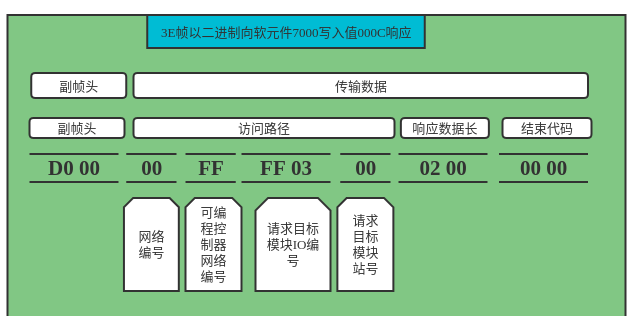 3E帧以二进制向软元件7000写入值000C响应
副帧头 传输数据
副帧头 访问路径 响应数据长 结束代码
D0 00 00 FF FF 03 00 02 00 00 00
网络
编号
可编
程控
制器
网络
编号
请求目标
模块IO编
号
请求
目标
模块
站号